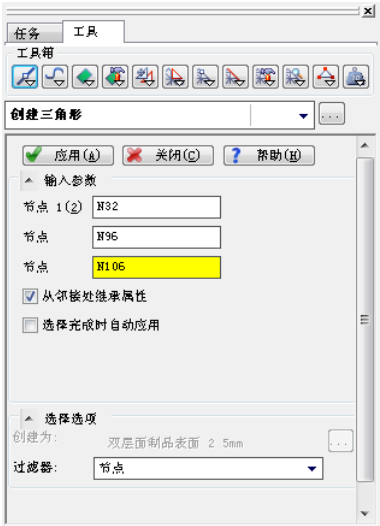 任务 工具
工具箱
创建三角形 ...
应用(A) 关闭(C) ? 帮助(H)
输入参数
节点 1(2) N32
节点 N96
节点 N106
从邻接处继承属性
选择完成时自动应用
选择选项
创建为: 双层面制品表面 2 5mm ...
过滤器: 节点